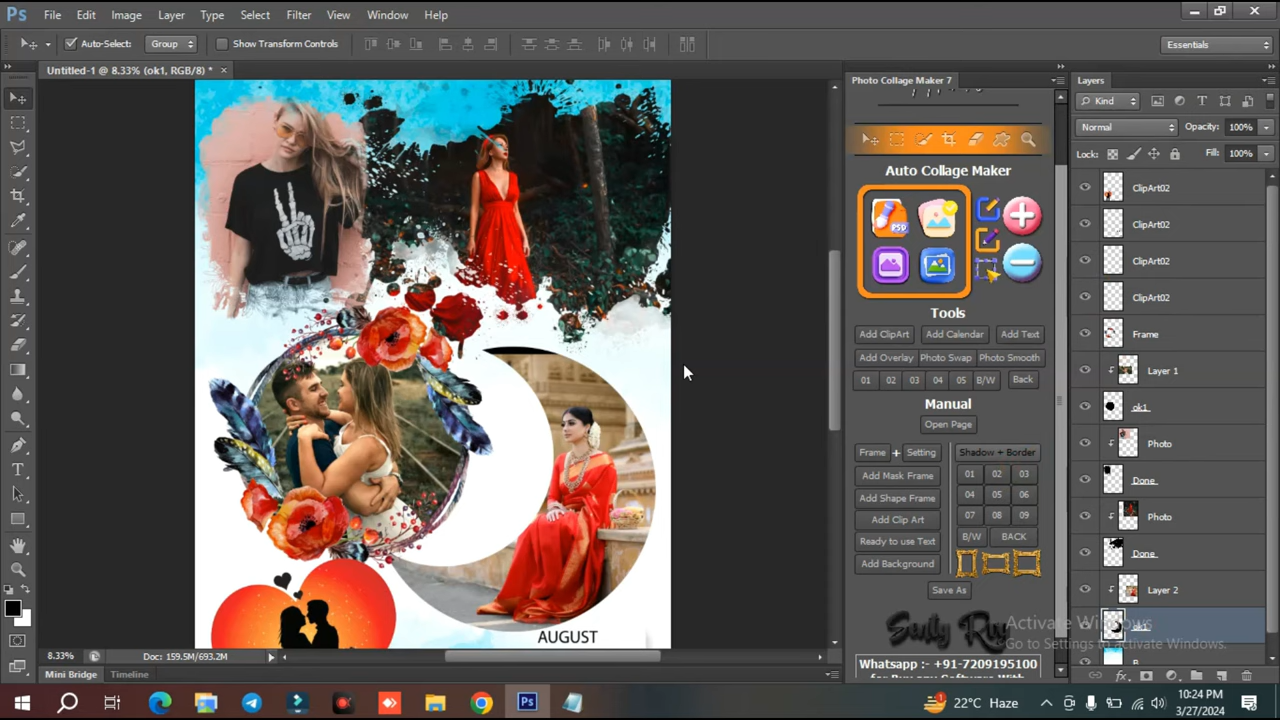 Ps File Edit Image Layer Type Select Filter View Window Help
Auto-Select: Group Show Transform Controls Essentials
Untitled-1 @ 8.33% (ok1, RGB/8) * ×
Photo Collage Maker 7
Layers
Kind
Normal Opacity: 100%
Lock: Fill: 100%
Auto Collage Maker
PSD
Tools
Add ClipArt Add Calendar Add Text
Add Overlay Photo Swap Photo Smooth
01 02 03 04 05 B/W Back
Manual
Open Page
Frame + Setting Shadow + Border
Add Mask Frame 01 02 03
Add Shape Frame 04 05 06
Add Clip Art 07 08 09
Ready to use Text B/W BACK
Add Background
Save As
Whatsapp :- +91-7209195100
for Buy any Software With
ClipArt02
ClipArt02
ClipArt02
ClipArt02
Frame
Layer 1
ok1
Photo
Done
Photo
Done
Layer 2
Activate Windows
Go to Settings to activate Windows.
AUGUST
8.33% Doc: 159.5M/693.2M
Mini Bridge Timeline
22°C Haze
10:24 AM
3/27/2024